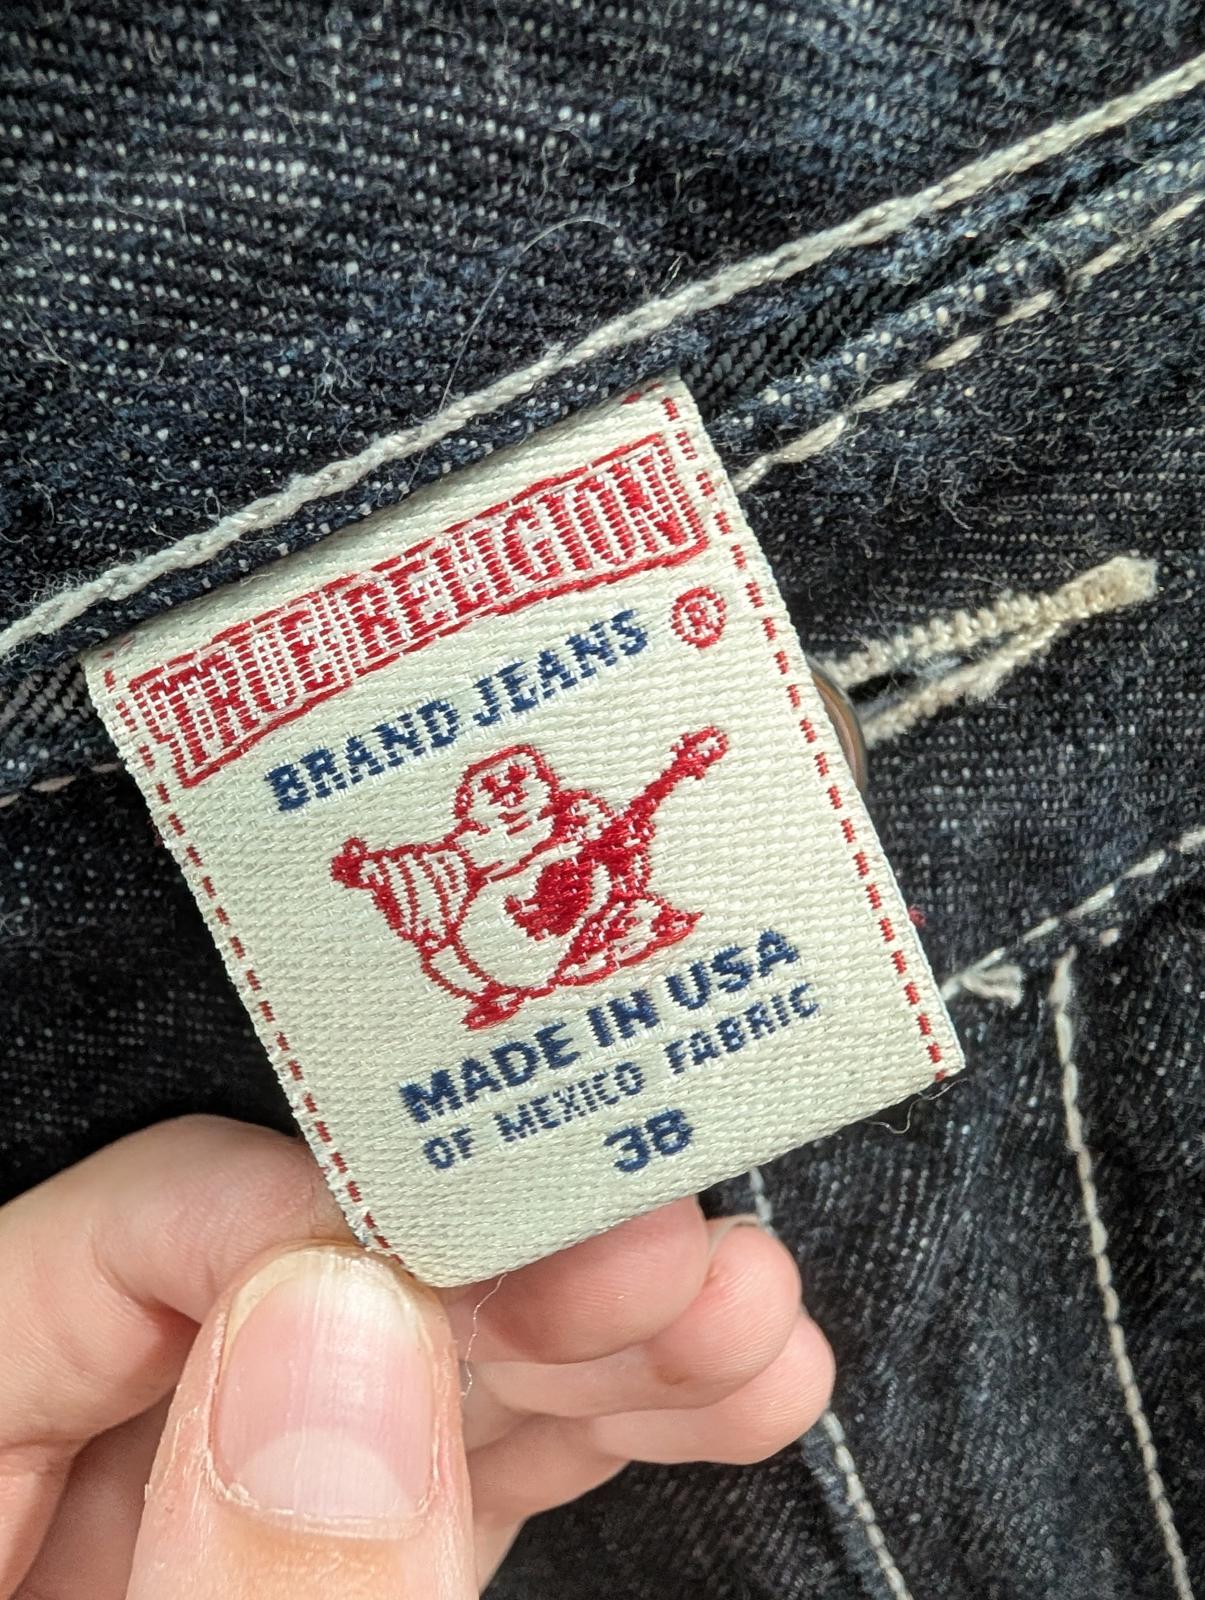 TRUE RELIGION
BRAND JEANS ®
MADE IN USA
OF MEXICO FABRIC
38